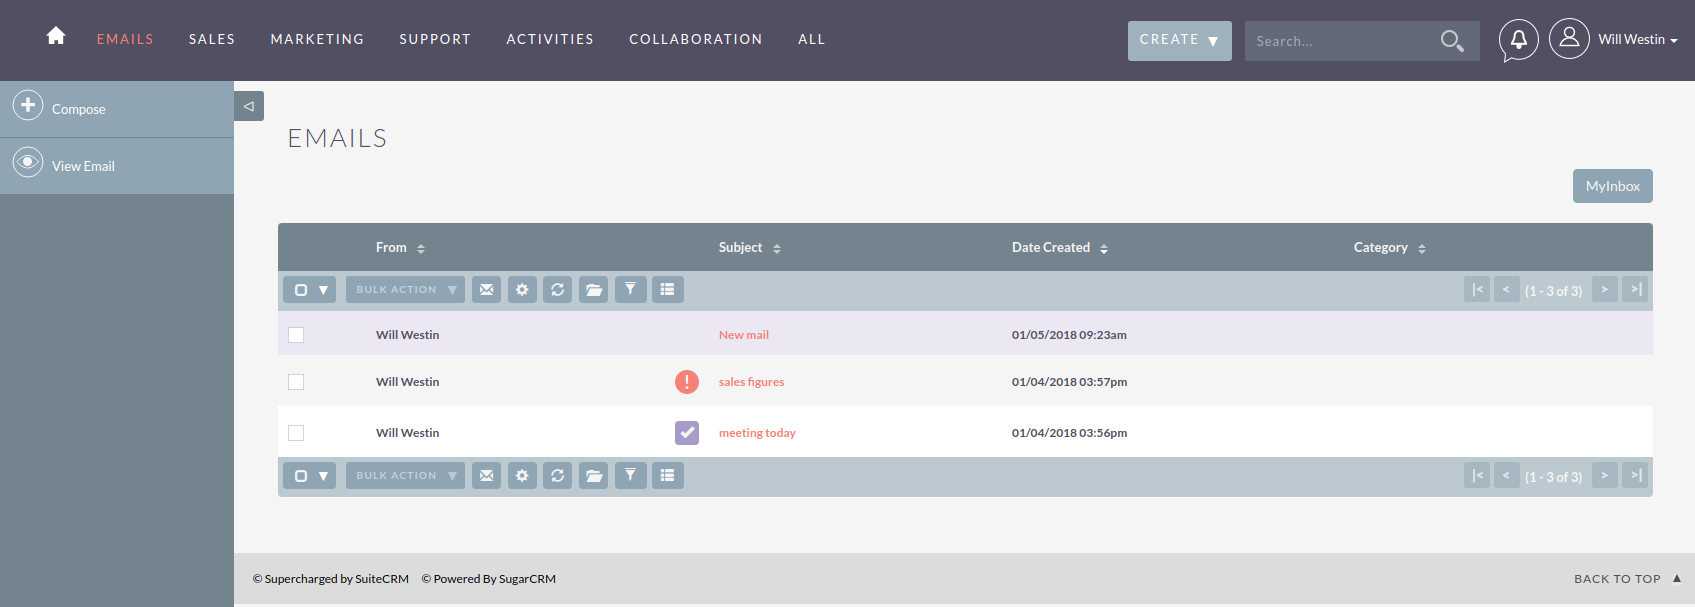 EMAILS SALES MARKETING SUPPORT ACTIVITIES COLLABORATION ALL CREATE Search... Will Westin
Compose
View Email
EMAILS
MyInbox
From Subject Date Created Category
BULK ACTION |< < (1 - 3 of 3) > >|
Will Westin New mail 01/05/2018 09:23am
Will Westin sales figures 01/04/2018 03:57pm
Will Westin meeting today 01/04/2018 03:56pm
BULK ACTION |< < (1 - 3 of 3) > >|
© Supercharged by SuiteCRM © Powered By SugarCRM BACK TO TOP